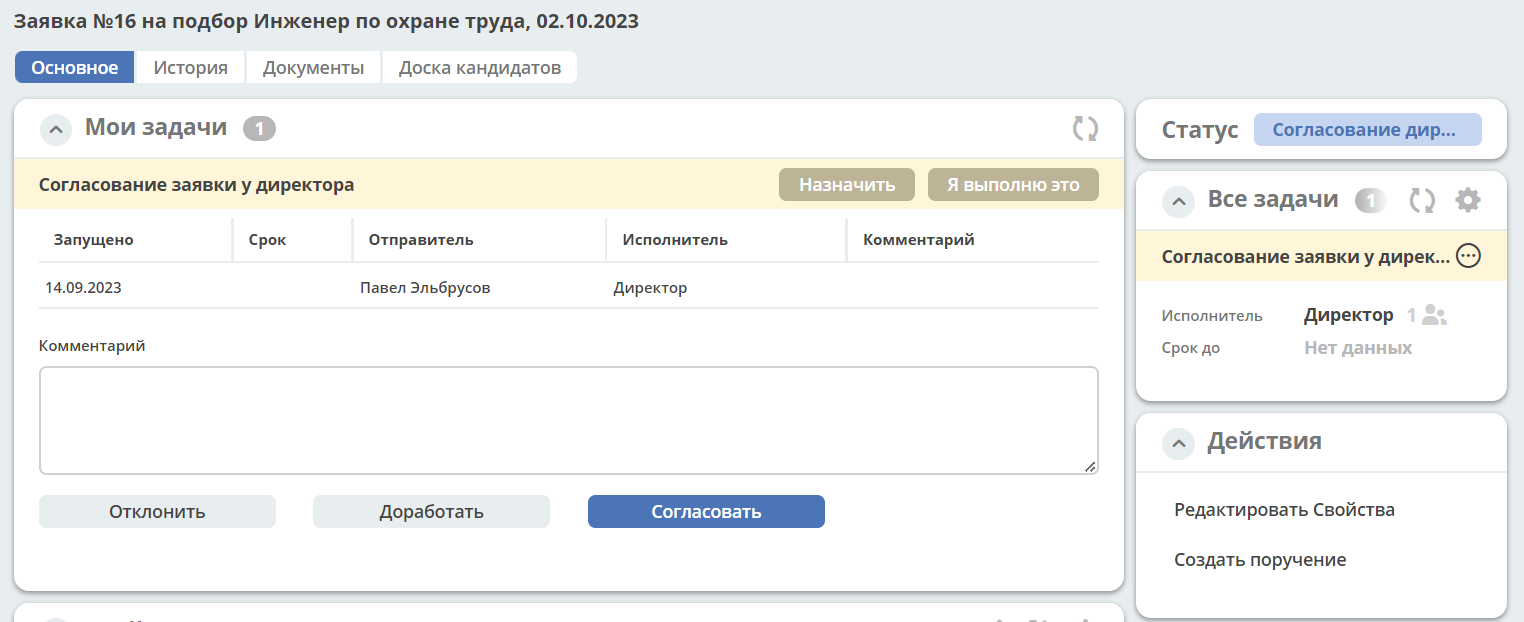 Заявка №16 на подбор Инженер по охране труда, 02.10.2023
Основное История Документы Доска кандидатов
Мои задачи 1
Согласование заявки у директора Назначить Я выполню это
Запущено Срок Отправитель Исполнитель Комментарий
14.09.2023 Павел Эльбрусов Директор
Комментарий
Отклонить Доработать Согласовать
Статус Согласование дир...
Все задачи 1
Согласование заявки у дирек...
Исполнитель Директор 1
Срок до Нет данных
Действия
Редактировать Свойства
Создать поручение